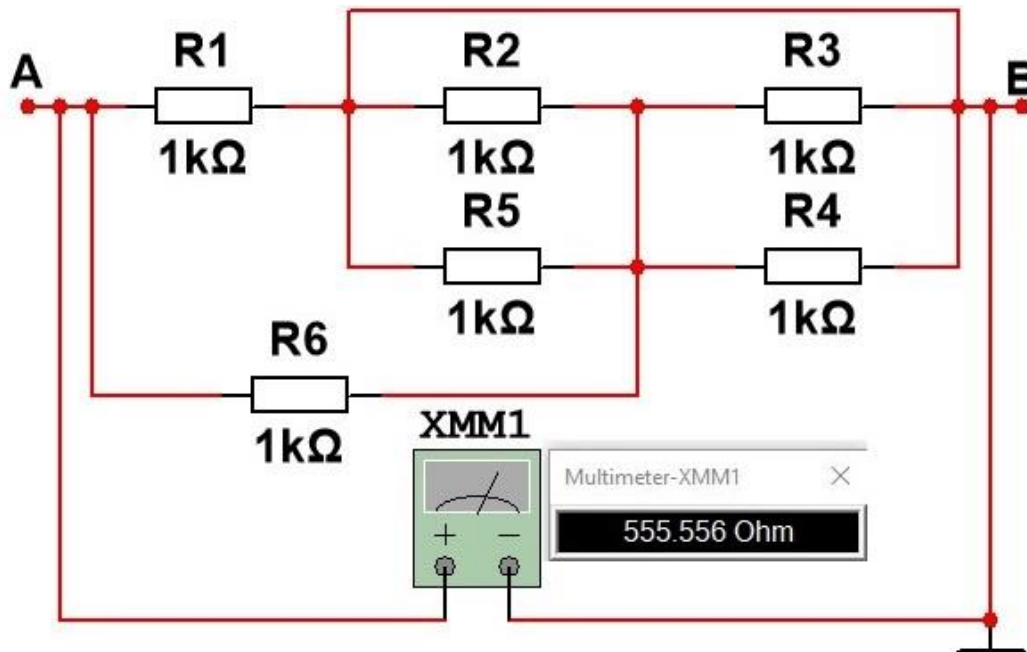 A
R1
R2
R3
B
1kΩ
1kΩ
1kΩ
R5
R4
1kΩ
1kΩ
R6
1kΩ
XMM1
Multimeter-XMM1
+ −
555.556 Ohm